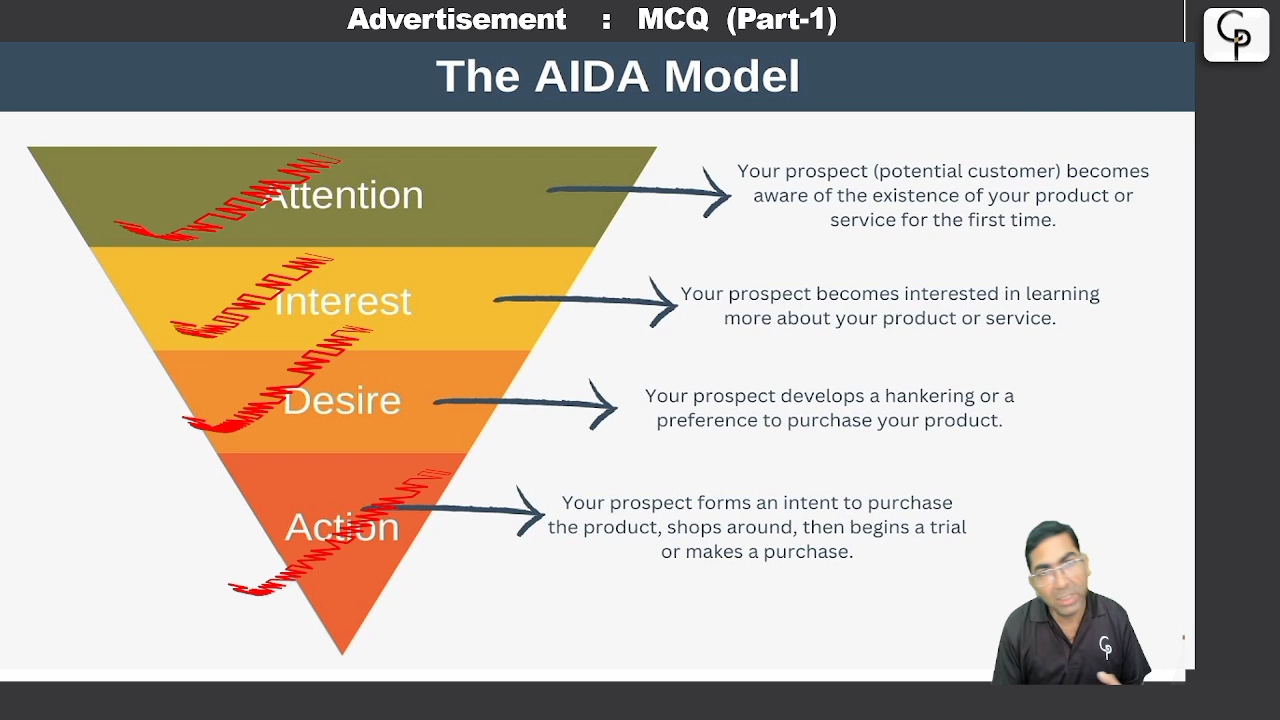 Advertisement : MCQ (Part-1)
The AIDA Model
Attention
Your prospect (potential customer) becomes
aware of the existence of your product or
service for the first time.
Interest
Your prospect becomes interested in learning
more about your product or service.
Desire
Your prospect develops a hankering or a
preference to purchase your product.
Action
Your prospect forms an intent to purchase
the product, shops around, then begins a trial
or makes a purchase.
CP
CP